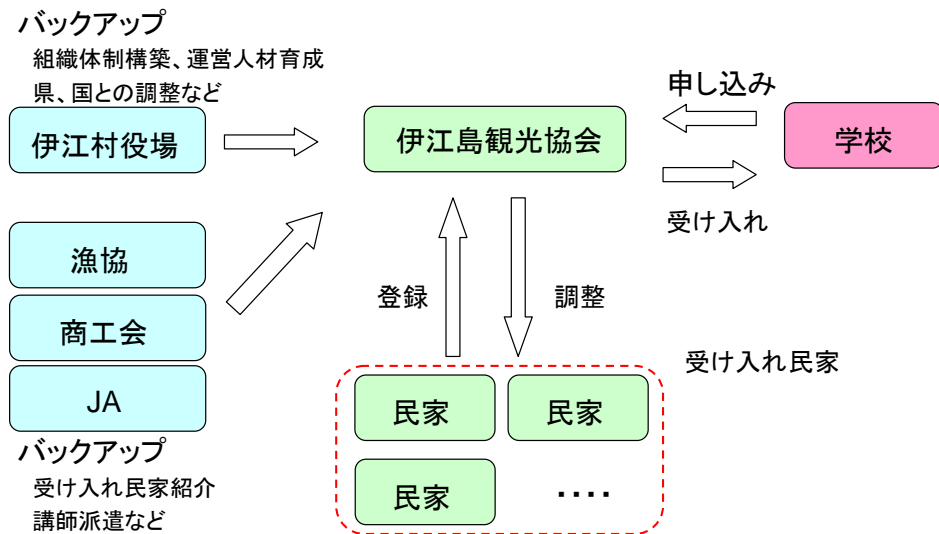 バックアップ
組織体制構築、運営人材育成
県、国との調整など
伊江村役場
伊江島観光協会
申し込み
学校
受け入れ
漁協
商工会
JA
登録
調整
受け入れ民家
民家
民家
民家
・・・・
バックアップ
受け入れ民家紹介
講師派遣など